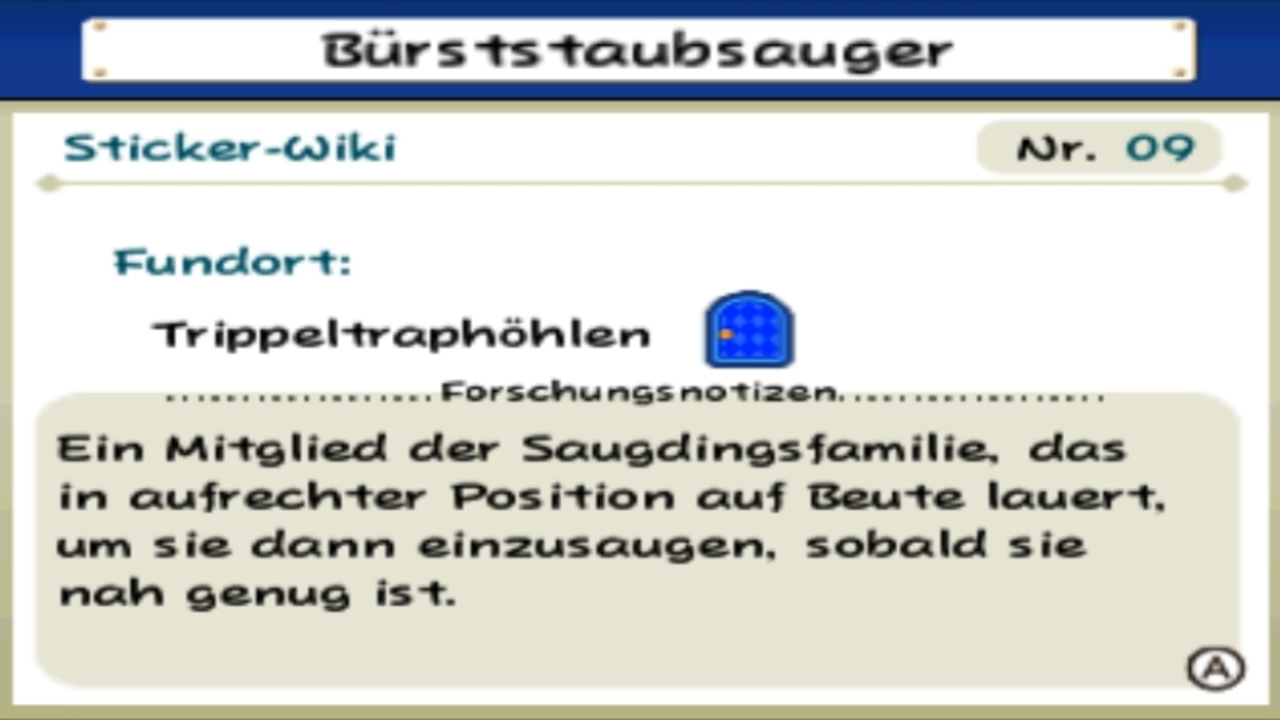 Bürststaubsauger
Sticker-Wiki
Nr. 09
Fundort:
Trippeltraphöhlen
Forschungsnotizen
Ein Mitglied der Saugdingsfamilie, das
in aufrechter Position auf Beute lauert,
um sie dann einzusaugen, sobald sie
nah genug ist.
A